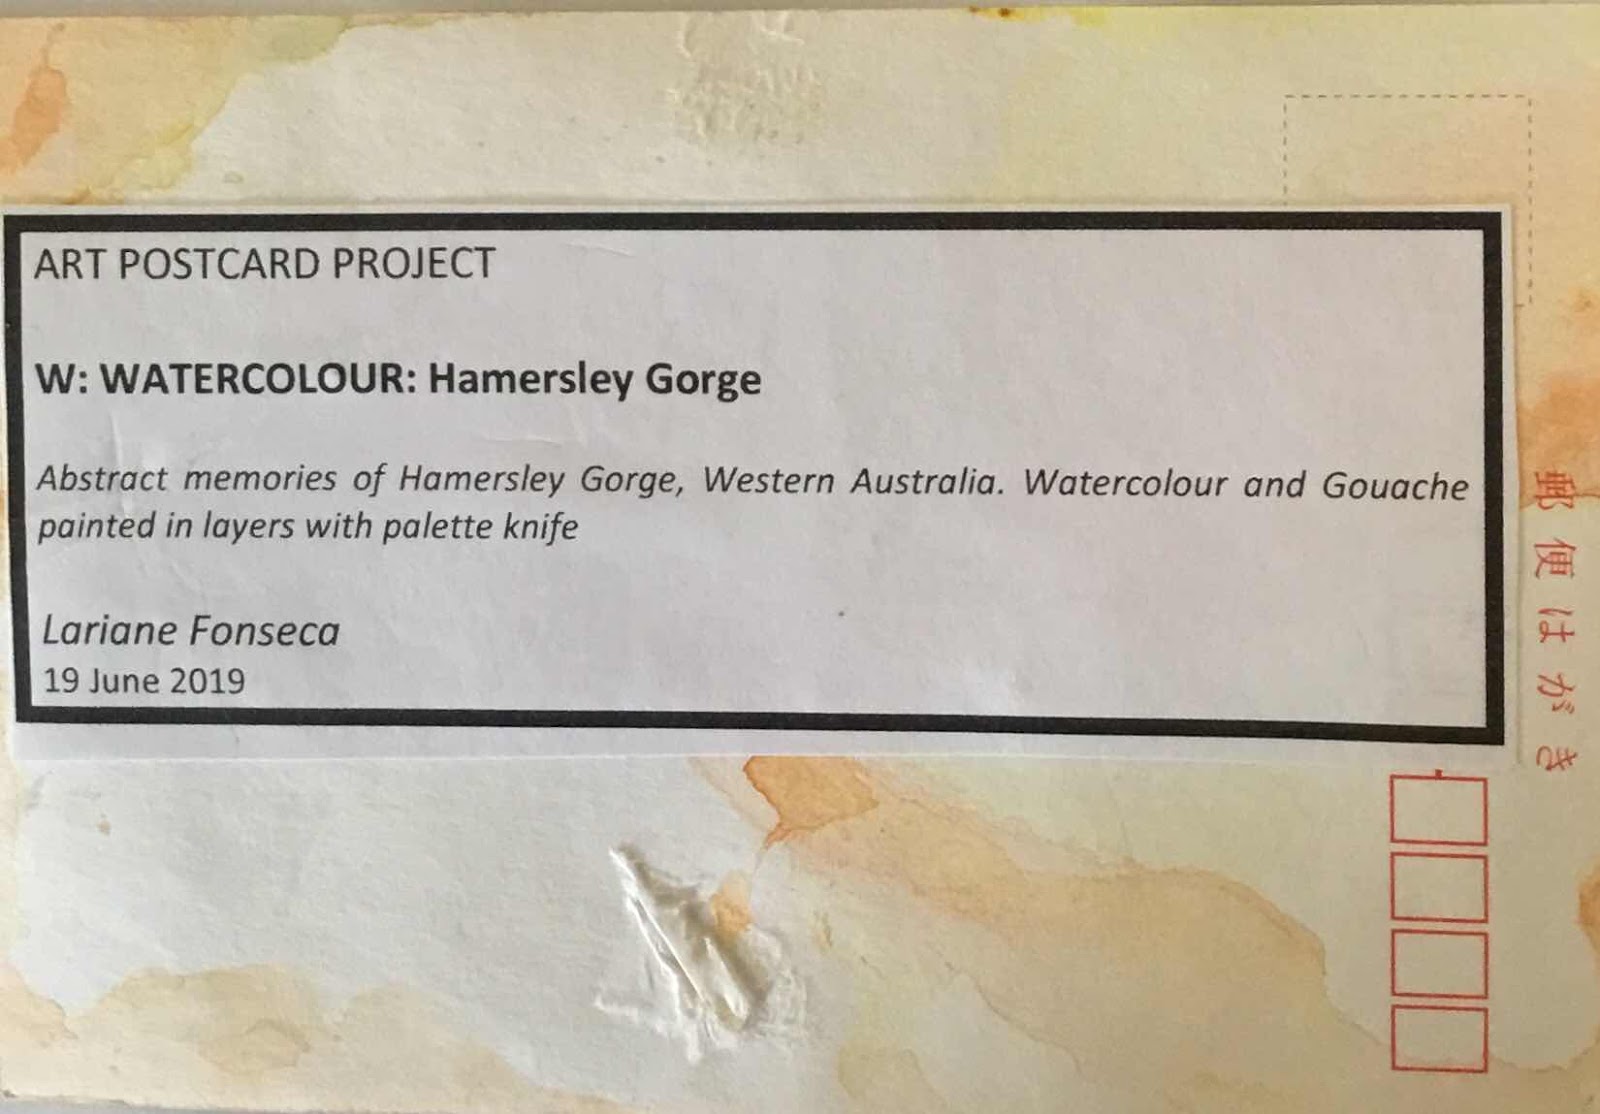 ART POSTCARD PROJECT
W: WATERCOLOUR: Hamersley Gorge
Abstract memories of Hamersley Gorge, Western Australia. Watercolour and Gouache
painted in layers with palette knife
Lariane Fonseca
19 June 2019
郵便はがき